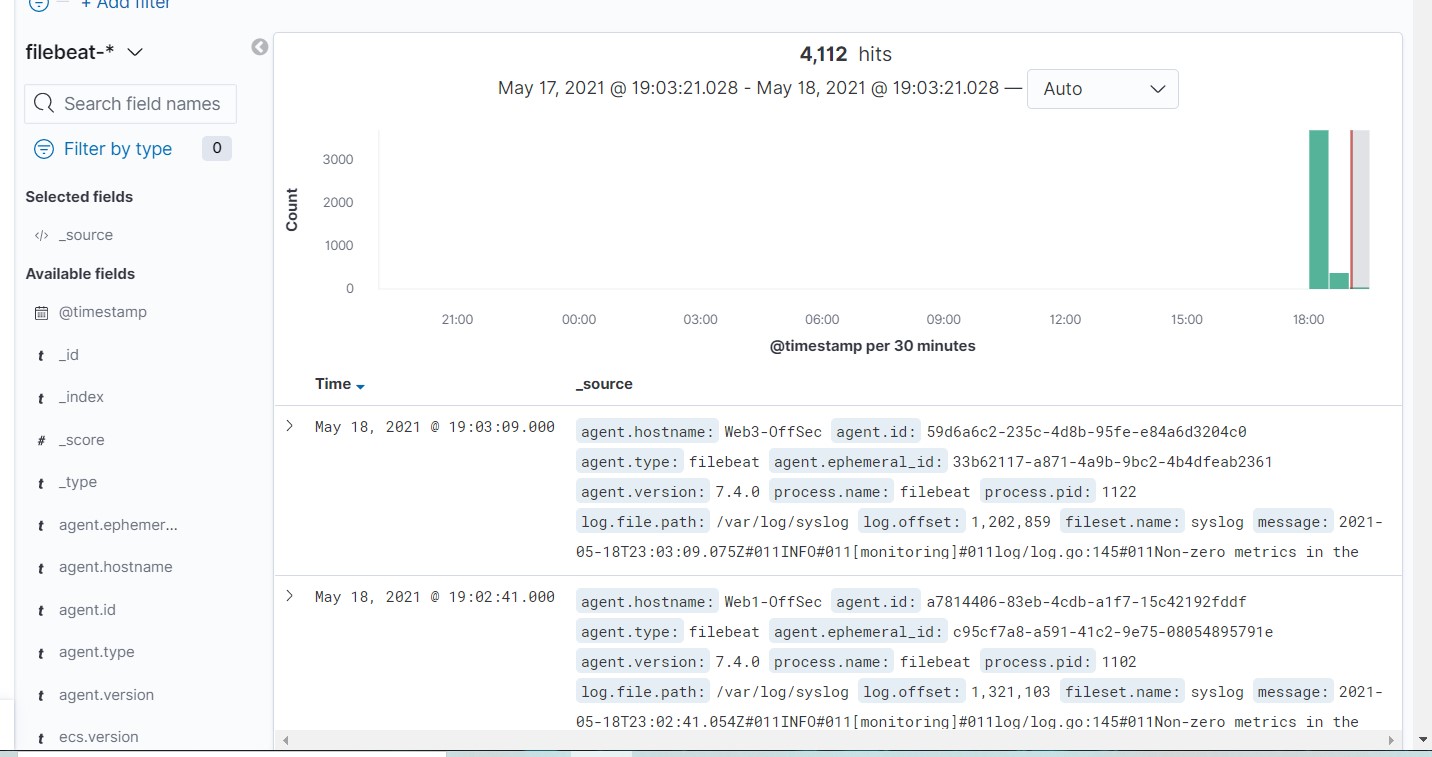 + Add filter
filebeat-*
Search field names
Filter by type 0
Selected fields
</> _source
Available fields
@timestamp
t _id
t _index
# _score
t _type
t agent.ephemer...
t agent.hostname
t agent.id
t agent.type
t agent.version
t ecs.version
4,112 hits
May 17, 2021 @ 19:03:21.028 - May 18, 2021 @ 19:03:21.028 — Auto
Count
3000
2000
1000
0
21:00 00:00 03:00 06:00 09:00 12:00 15:00 18:00
@timestamp per 30 minutes
Time _source
May 18, 2021 @ 19:03:09.000
agent.hostname: Web3-OffSec agent.id: 59d6a6c2-235c-4d8b-95fe-e84a6d3204c0
agent.type: filebeat agent.ephemeral_id: 33b62117-a871-4a9b-9bc2-4b4dfeab2361
agent.version: 7.4.0 process.name: filebeat process.pid: 1122
log.file.path: /var/log/syslog log.offset: 1,202,859 fileset.name: syslog message: 2021-
05-18T23:03:09.075Z#011INFO#011[monitoring]#011log/log.go:145#011Non-zero metrics in the
May 18, 2021 @ 19:02:41.000
agent.hostname: Web1-OffSec agent.id: a7814406-83eb-4cdb-a1f7-15c42192fddf
agent.type: filebeat agent.ephemeral_id: c95cf7a8-a591-41c2-9e75-08054895791e
agent.version: 7.4.0 process.name: filebeat process.pid: 1102
log.file.path: /var/log/syslog log.offset: 1,321,103 fileset.name: syslog message: 2021-
05-18T23:02:41.054Z#011INFO#011[monitoring]#011log/log.go:145#011Non-zero metrics in the